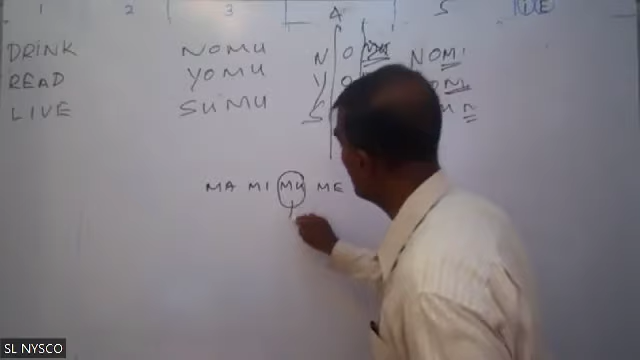 1 2 3 4 5
DRINK NOMU N O NOMI
READ YOMU Y
LIVE SUMU S
MA MI MU ME
SL NYSCO